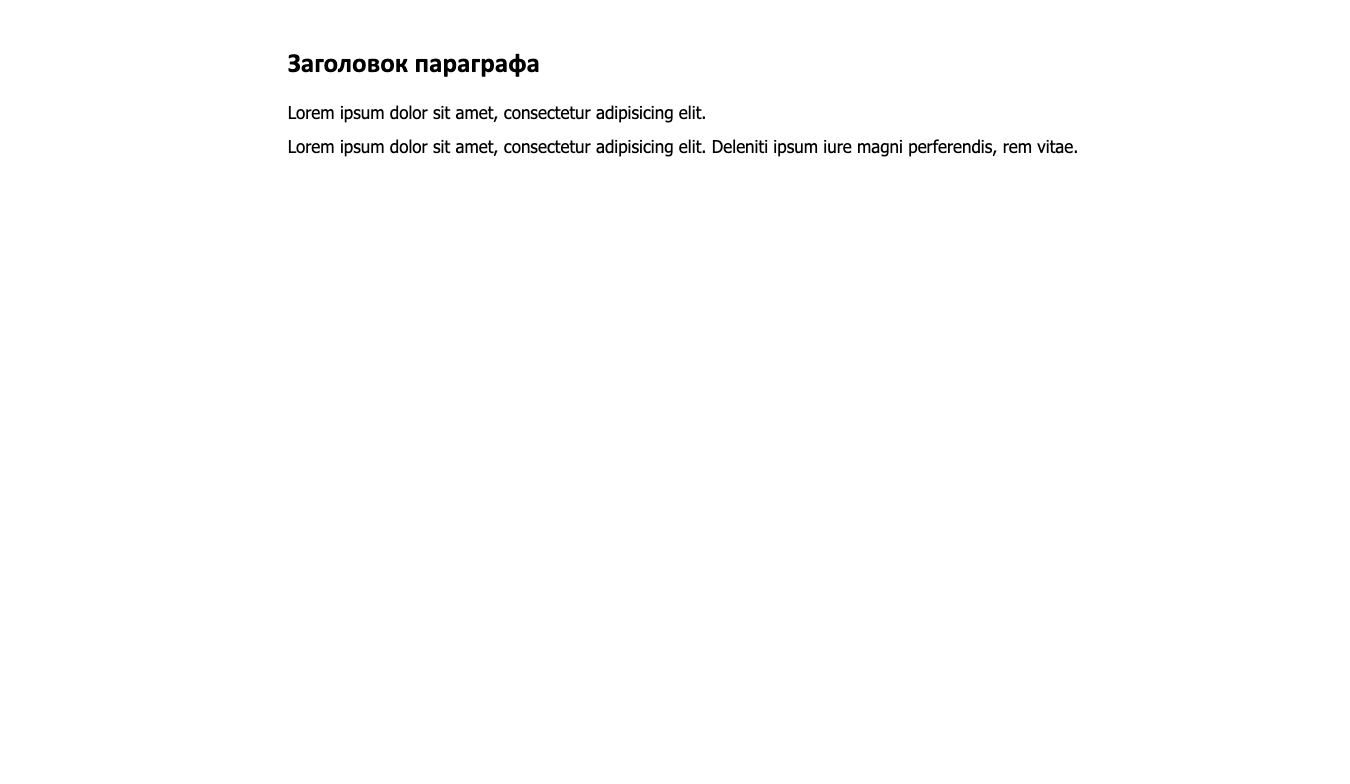 Заголовок параграфа
Lorem ipsum dolor sit amet, consectetur adipisicing elit.
Lorem ipsum dolor sit amet, consectetur adipisicing elit. Deleniti ipsum iure magni perferendis, rem vitae.